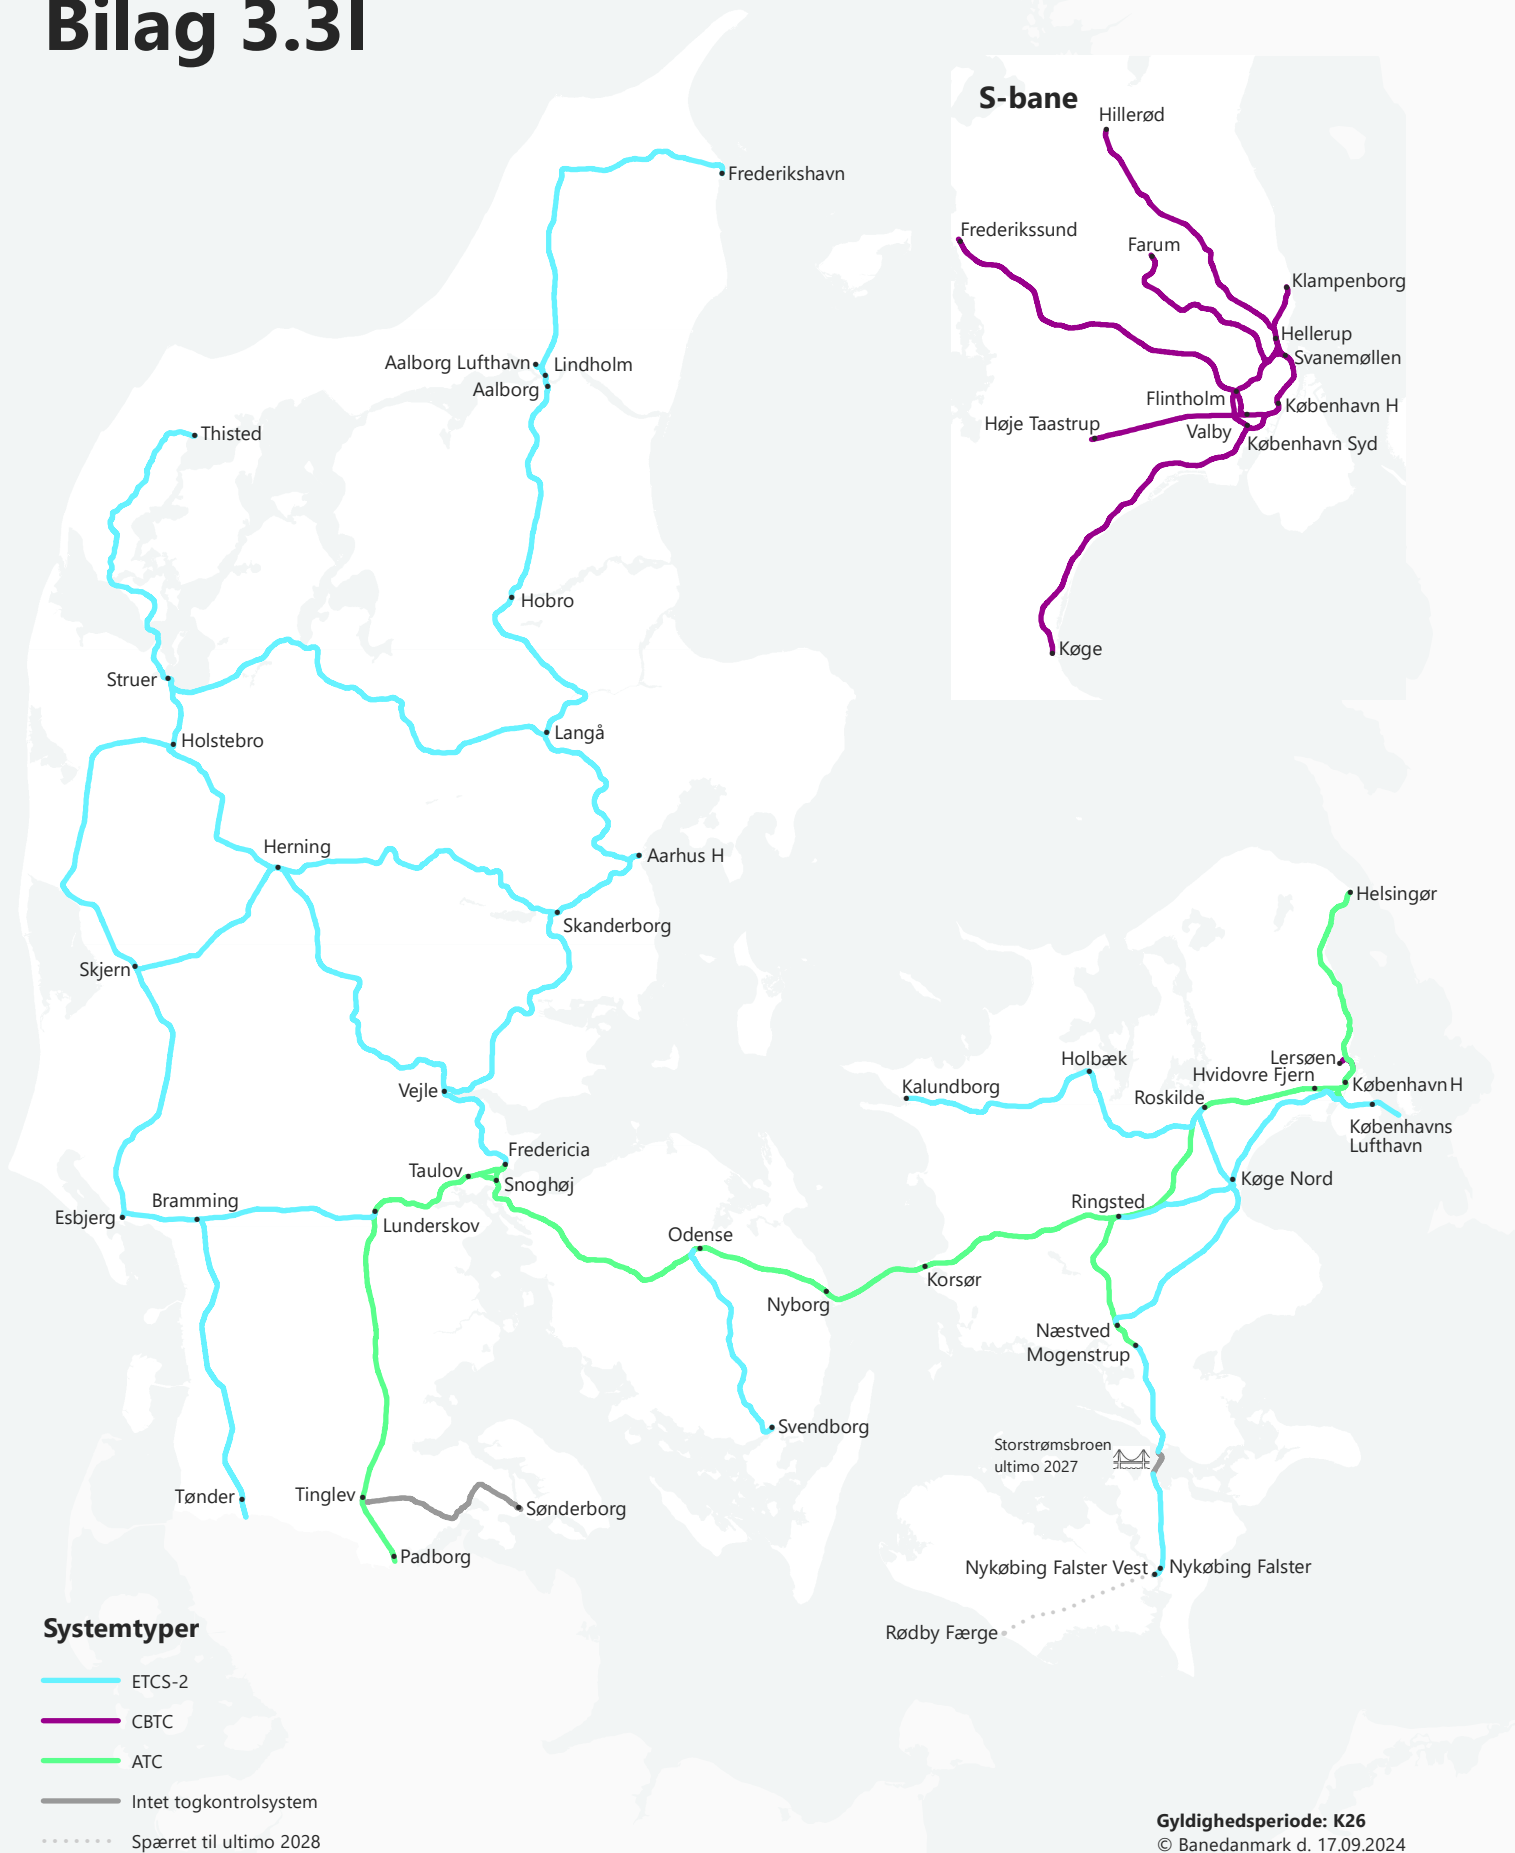 Bilag 3.3I
S-bane
Hillerød
Frederikssund
Farum
Klampenborg
Hellerup
Svanemøllen
Flintholm
København H
Høje Taastrup
Valby
København Syd
Køge
Frederikshavn
Aalborg Lufthavn
Lindholm
Aalborg
Thisted
Hobro
Struer
Langå
Holstebro
Herning
Aarhus H
Skanderborg
Skjern
Vejle
Fredericia
Taulov
Snoghøj
Bramming
Esbjerg
Lunderskov
Odense
Nyborg
Svendborg
Tønder
Tinglev
Sønderborg
Padborg
Helsingør
Lersøen
Holbæk
Hvidovre Fjern
København H
Kalundborg
Roskilde
Københavns
Lufthavn
Køge Nord
Ringsted
Korsør
Næstved
Mogenstrup
Storstrømsbroen
ultimo 2027
Nykøbing Falster Vest
Nykøbing Falster
Rødby Færge
Systemtyper
ETCS-2
CBTC
ATC
Intet togkontrolsystem
Spærret til ultimo 2028
Gyldighedsperiode: K26
© Banedanmark d. 17.09.2024